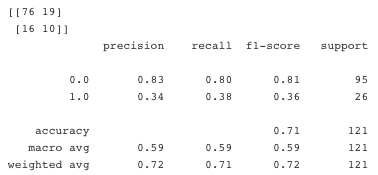 [[76 19]
 [16 10]]
precision recall f1-score support
0.0 0.83 0.80 0.81 95
1.0 0.34 0.38 0.36 26
accuracy 0.71 121
macro avg 0.59 0.59 0.59 121
weighted avg 0.72 0.71 0.72 121